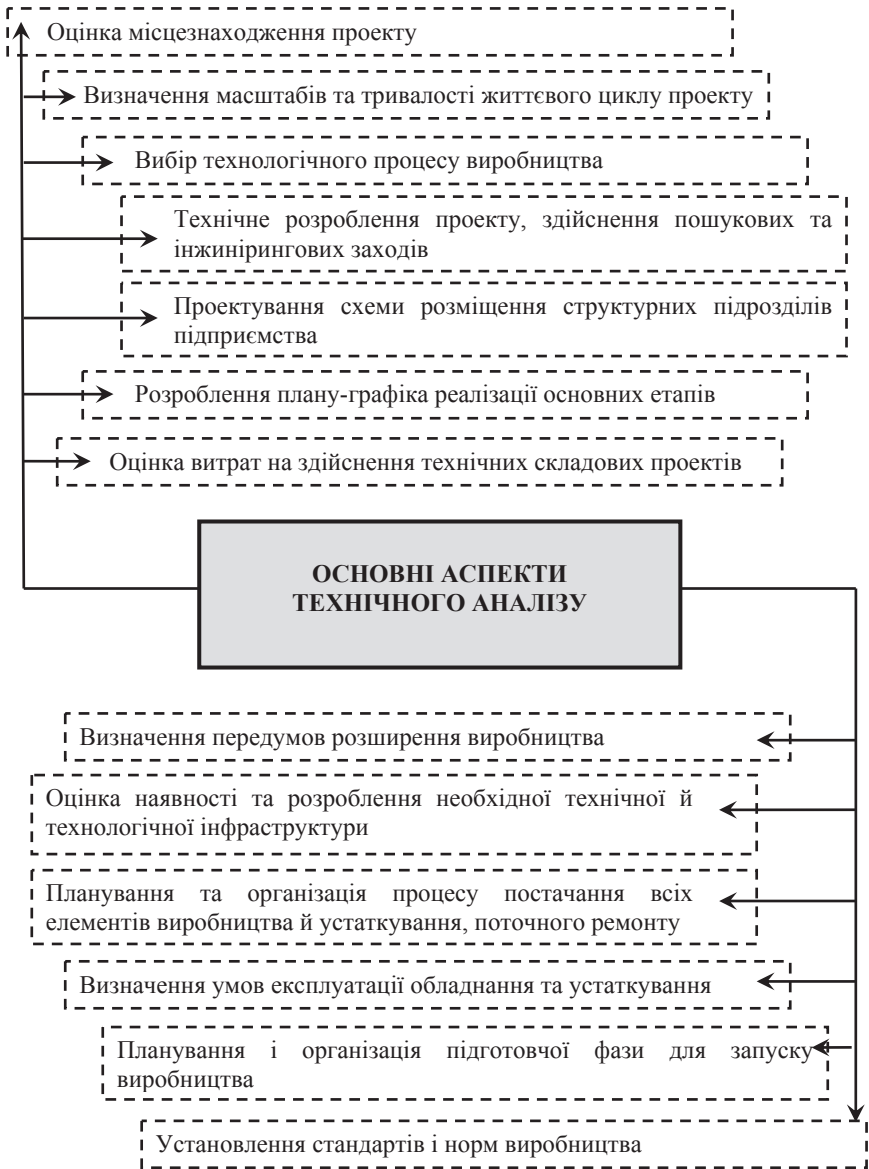 Оцінка місцезнаходження проекту
Визначення масштабів та тривалості життєвого циклу проекту
Вибір технологічного процесу виробництва
Технічне розроблення проекту, здійснення пошукових та
інжинірингових заходів
Проектування схеми розміщення структурних підрозділів
підприємства
Розроблення плану-графіка реалізації основних етапів
Оцінка витрат на здійснення технічних складових проектів
ОСНОВНІ АСПЕКТИ
ТЕХНІЧНОГО АНАЛІЗУ
Визначення передумов розширення виробництва
Оцінка наявності та розроблення необхідної технічної й
технологічної інфраструктури
Планування та організація процесу постачання всіх
елементів виробництва й устаткування, поточного ремонту
Визначення умов експлуатації обладнання та устаткування
Планування і організація підготовчої фази для запуску
виробництва
Установлення стандартів і норм виробництва